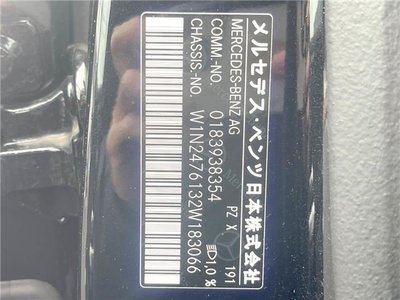 メルセデス・ベンツ日本株式会社
MERCEDES-BENZ AG PZ X 191
COMM.-NO. 0183938354 1,0%
CHASSIS.-NO. W1N2476132W183066